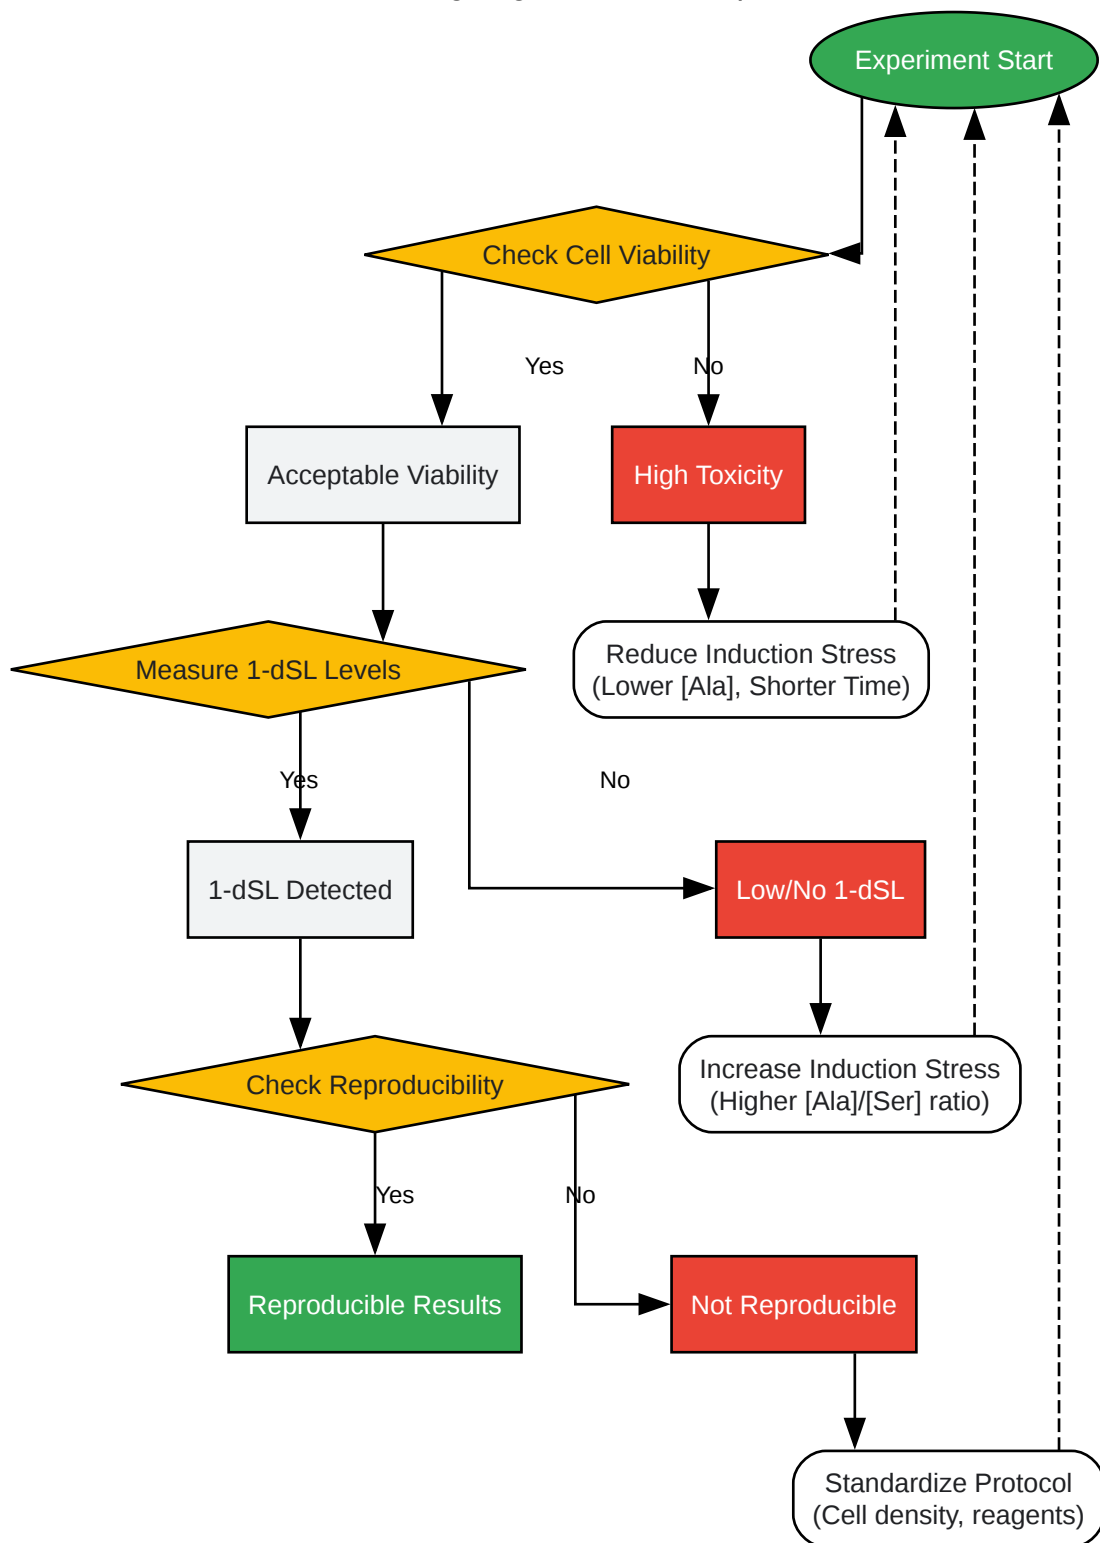 Experiment Start
Check Cell Viability
Yes
No
Acceptable Viability
High Toxicity
Reduce Induction Stress
(Lower [Ala], Shorter Time)
Measure 1-dSL Levels
Yes
No
1-dSL Detected
Low/No 1-dSL
Increase Induction Stress
(Higher [Ala]/[Ser] ratio)
Check Reproducibility
Yes
No
Reproducible Results
Not Reproducible
Standardize Protocol
(Cell density, reagents)